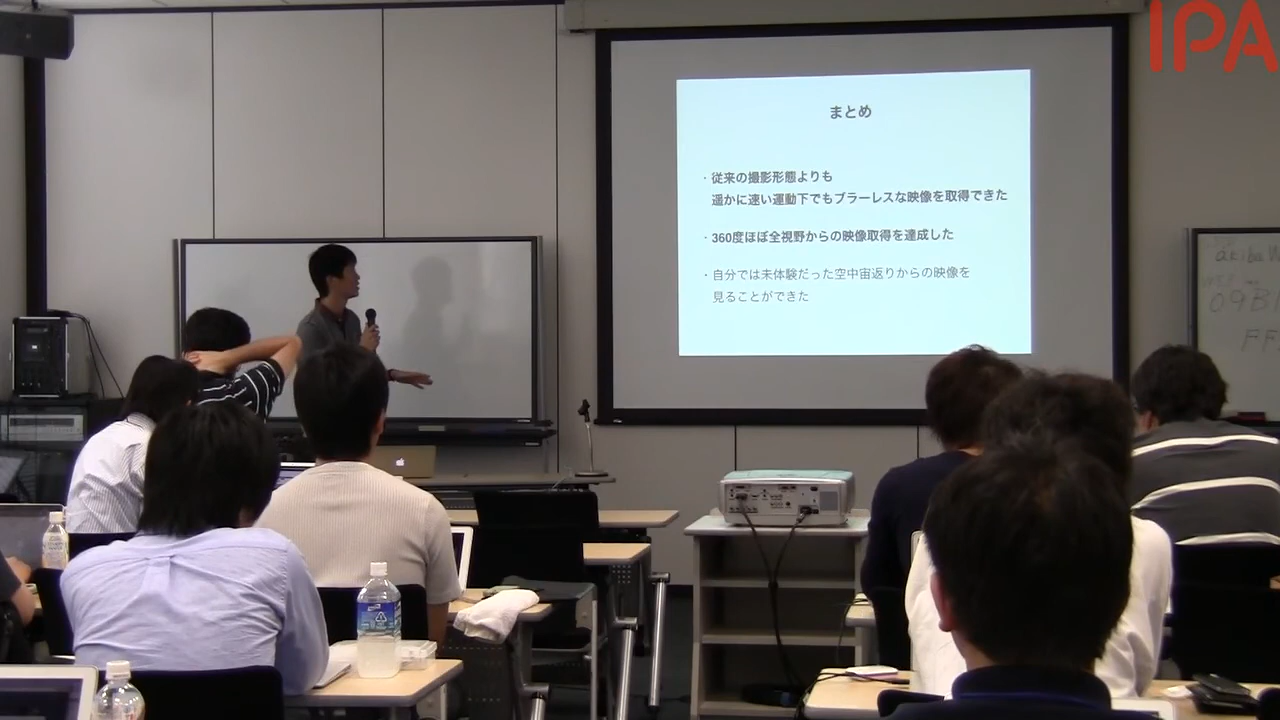 IPA
まとめ
・従来の撮影形態よりも
遥かに速い運動下でもブラーレスな映像を取得できた
・360度ほぼ全視野からの映像取得を達成した
・自分では未体験だった空中宙返りからの映像を
見ることができた
akiba